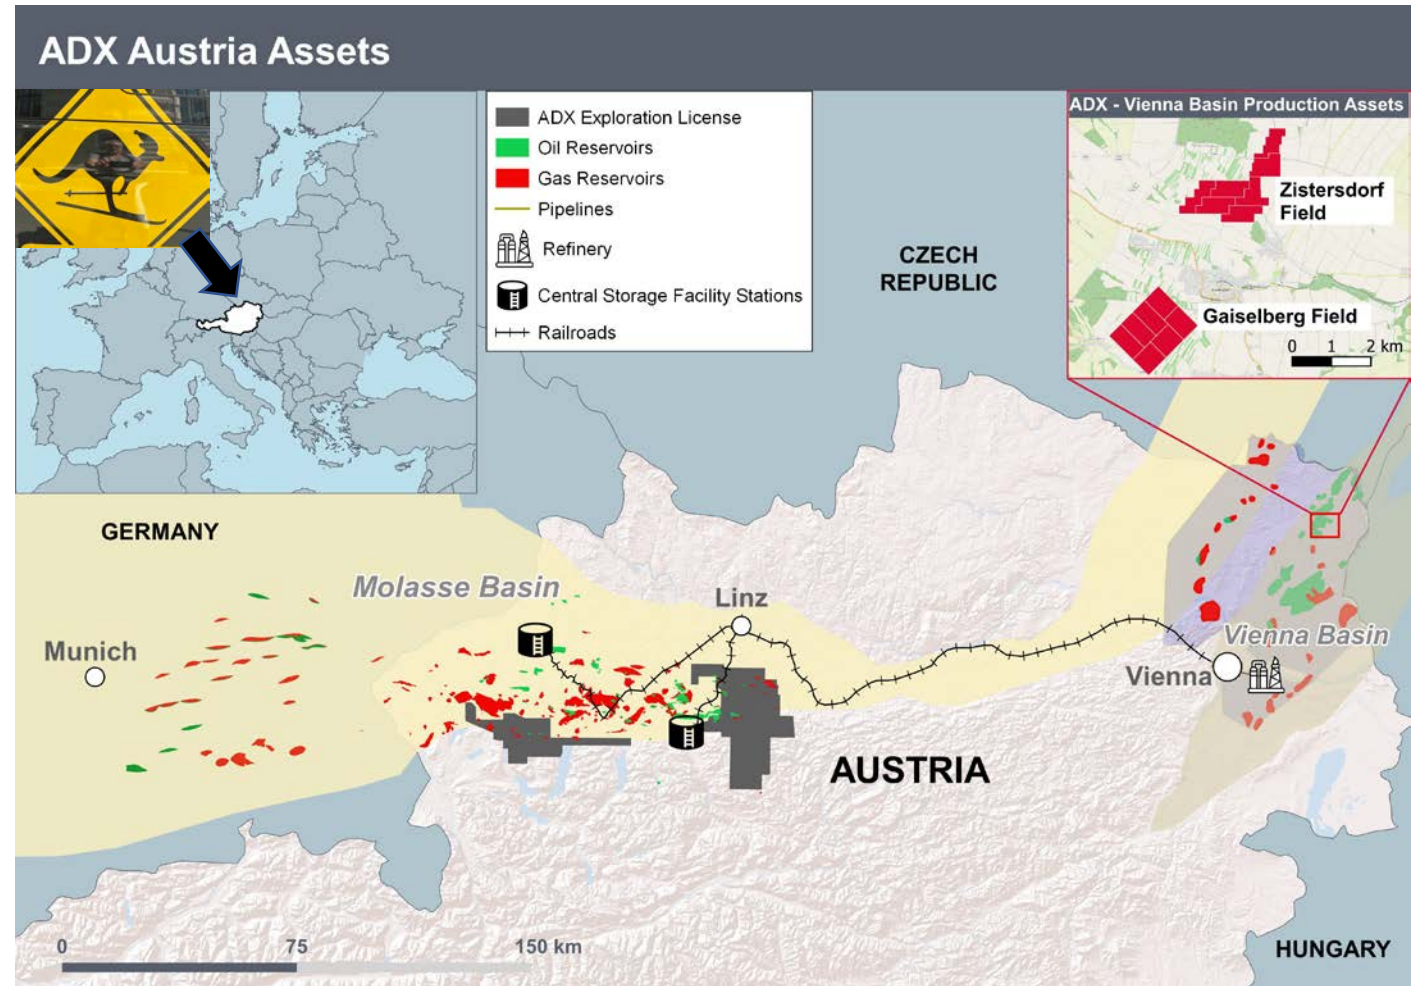 ADX Austria Assets
ADX Exploration License
Oil Reservoirs
Gas Reservoirs
Pipelines
Refinery
Central Storage Facility Stations
Railroads
ADX - Vienna Basin Production Assets
Zistersdorf
Field
Gaiselberg Field
0 1 2 km
CZECH
REPUBLIC
GERMANY
Molasse Basin
Linz
Munich
Vienna Basin
Vienna
AUSTRIA
0 75 150 km
HUNGARY